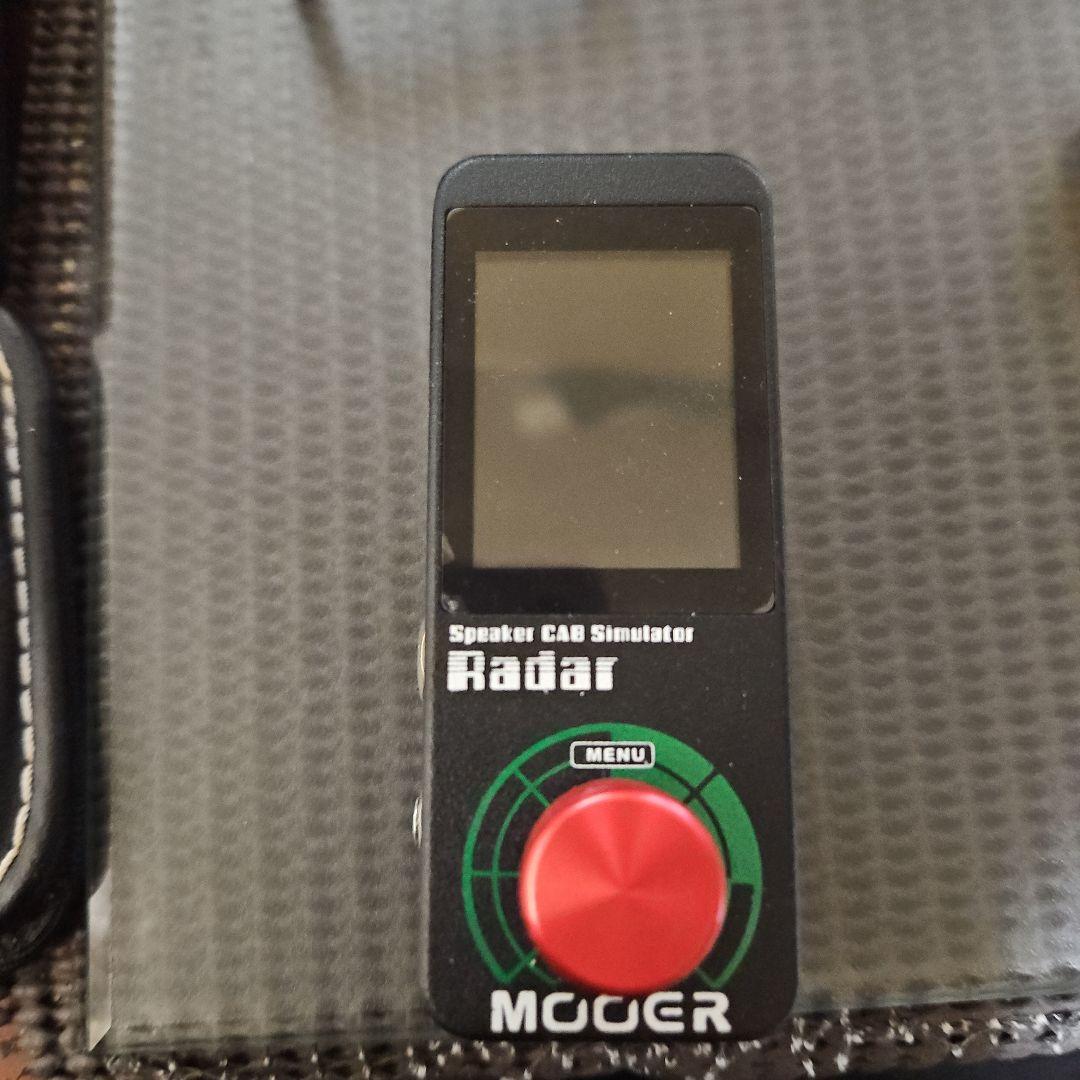 Speaker CAB Simulator
Radar
MENU
MOOER